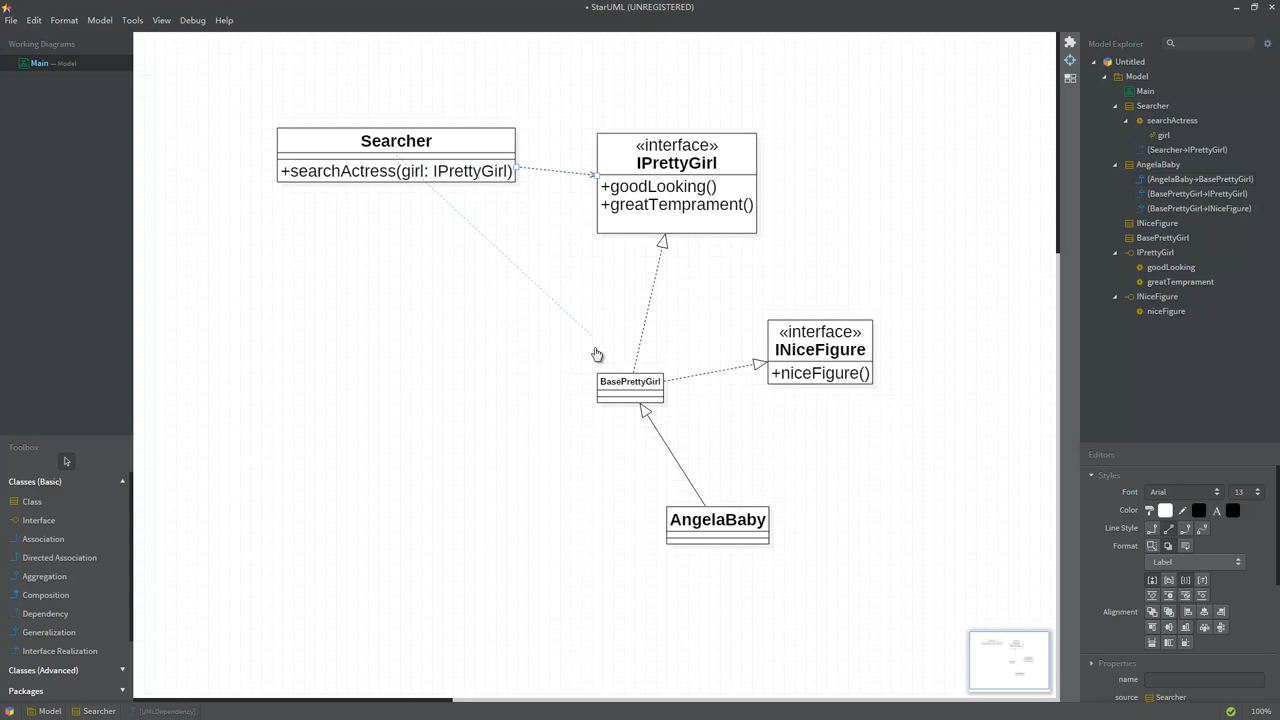 • StarUML (UNREGISTERED)
File Edit Format Model Tools View Debug Help
Working Diagrams
Main — Model
Searcher
+searchActress(girl: IPrettyGirl)
«interface»
IPrettyGirl
+goodLooking()
+greatTemprament()
«interface»
INiceFigure
+niceFigure()
BasePrettyGirl
AngelaBaby
Toolbox
Classes (Basic)
Class
Interface
Association
Directed Association
Aggregation
Composition
Dependency
Generalization
Interface Realization
Classes (Advanced)
Packages
Model Explorer
Untitled
Model
Main
Searcher
searchActress
girl
(Searcher→IPrettyGirl)
AngelaBaby
(AngelaBaby→BasePrettyGirl)
(BasePrettyGirl→IPrettyGirl)
(BasePrettyGirl→INiceFigure)
INiceFigure
BasePrettyGirl
IPrettyGirl
goodLooking
greatTemprament
INiceFigure
niceFigure
Editors
Styles
Font Arial 13
Color
Line Style
Format
Label
Alignment
Properties
name
source Searcher
Model Searcher [UMLDependency] 100%